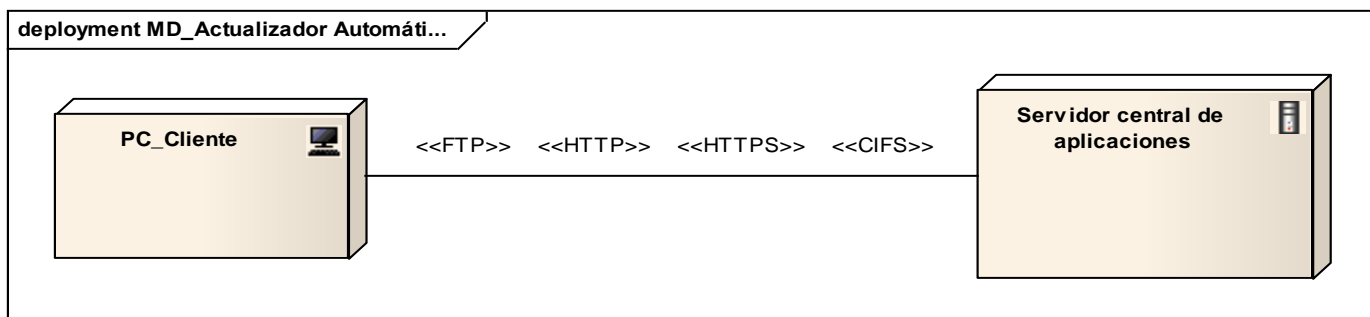 deployment MD_Actualizador Automáti...
PC_Cliente
<<FTP>> <<HTTP>> <<HTTPS>> <<CIFS>>
Servidor central de
aplicaciones